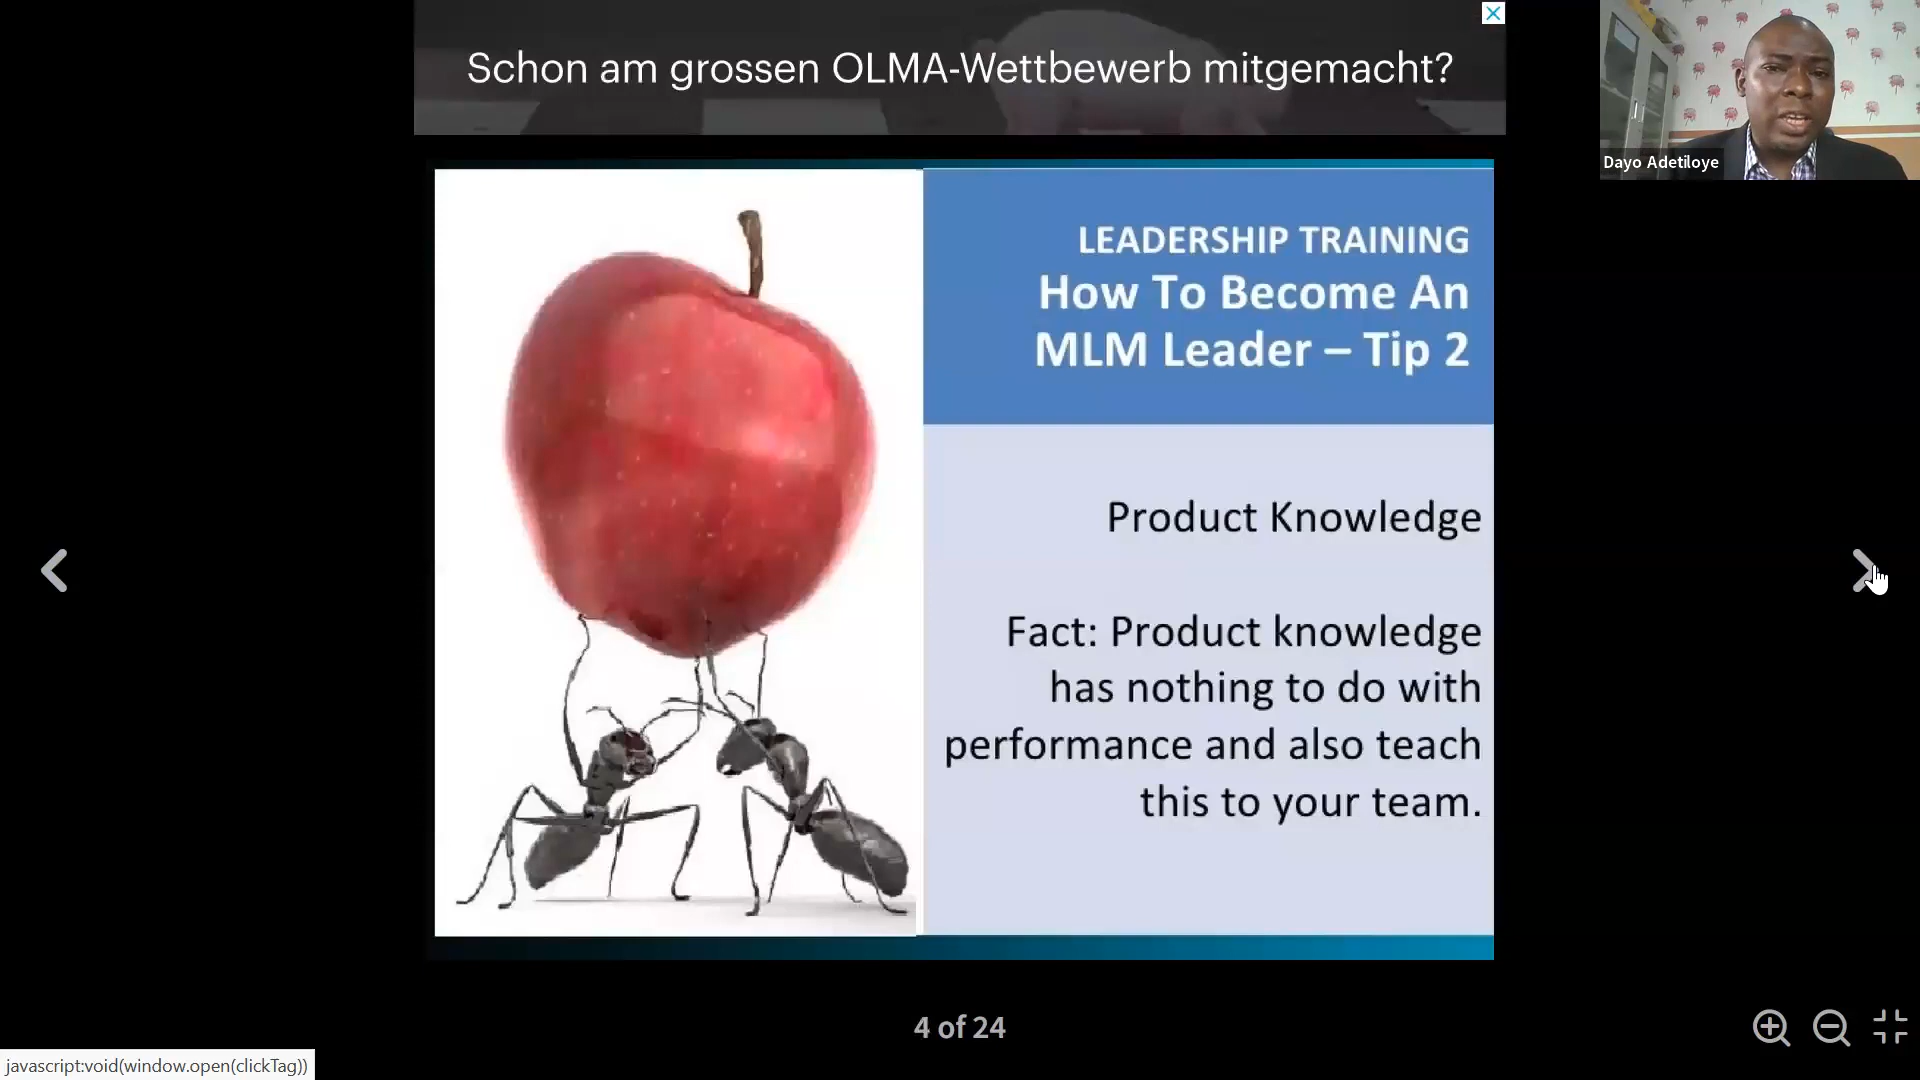 Schon am grossen OLMA-Wettbewerb mitgemacht?
Dayo Adetiloye
LEADERSHIP TRAINING
How To Become An
MLM Leader – Tip 2
Product Knowledge
Fact: Product knowledge
has nothing to do with
performance and also teach
this to your team.
4 of 24
javascript:void(window.open(clickTag))